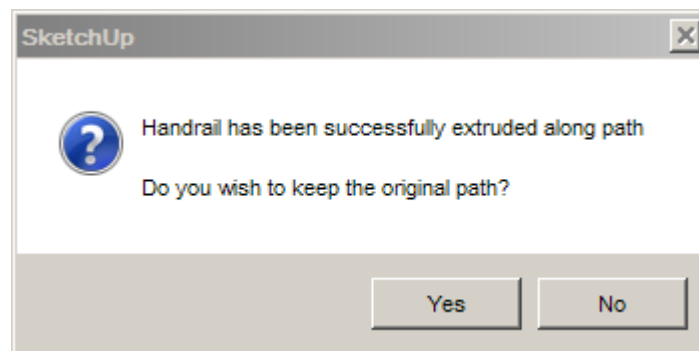 SketchUp
Handrail has been successfully extruded along path
Do you wish to keep the original path?
Yes
No